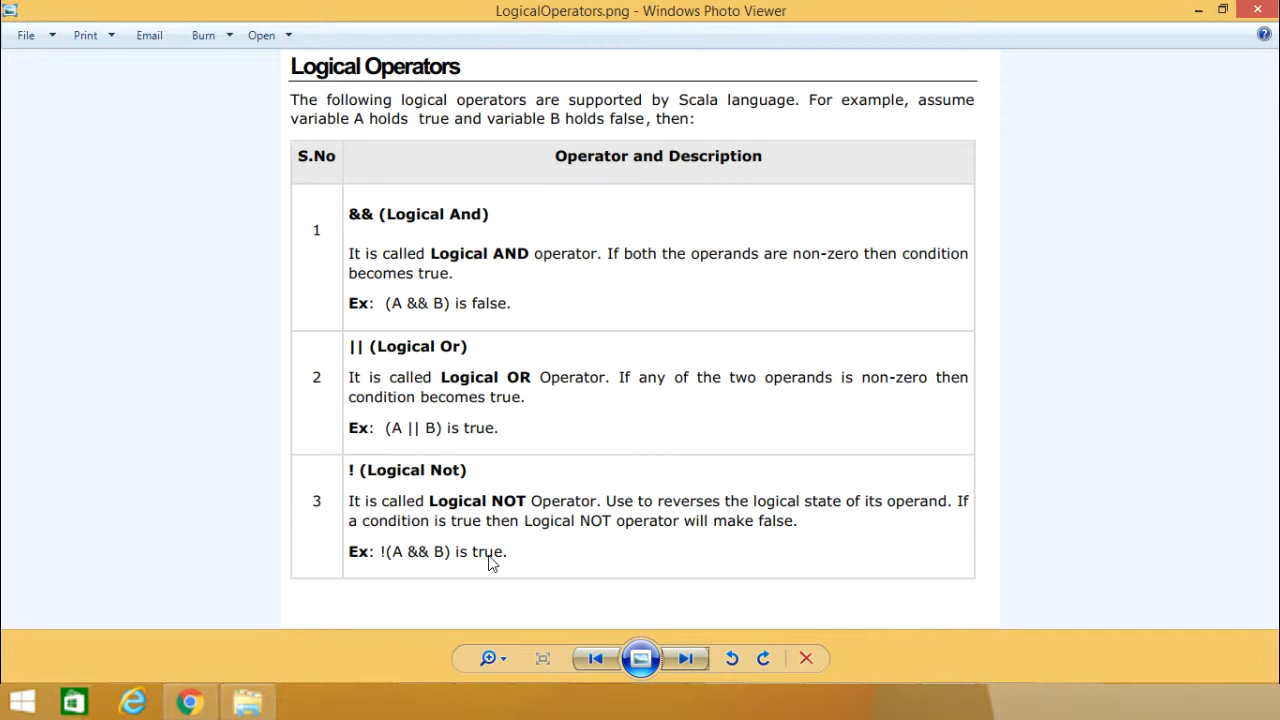 LogicalOperators.png - Windows Photo Viewer
File Print Email Burn Open
Logical Operators
The following logical operators are supported by Scala language. For example, assume
variable A holds true and variable B holds false, then:
S.No Operator and Description
&& (Logical And)
1
It is called Logical AND operator. If both the operands are non-zero then condition
becomes true.
Ex: (A && B) is false.
|| (Logical Or)
2 It is called Logical OR Operator. If any of the two operands is non-zero then
condition becomes true.
Ex: (A || B) is true.
! (Logical Not)
3 It is called Logical NOT Operator. Use to reverses the logical state of its operand. If
a condition is true then Logical NOT operator will make false.
Ex: !(A && B) is true.